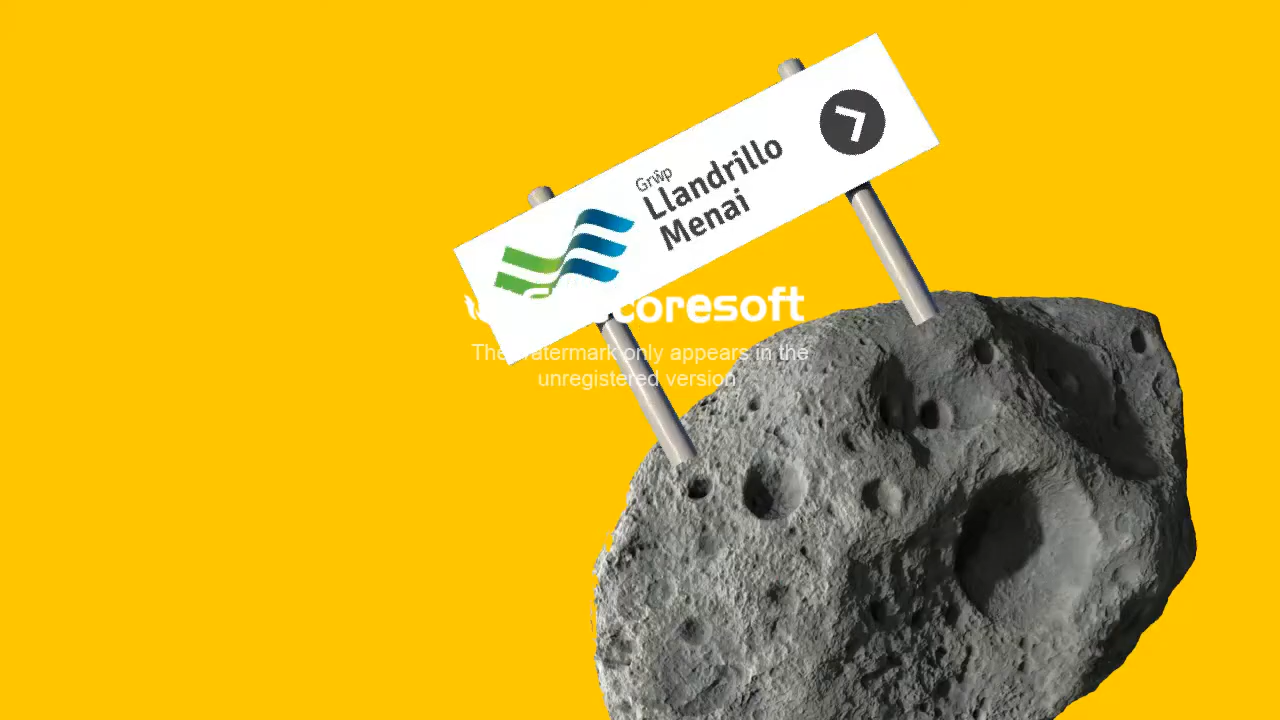 Grŵp
Llandrillo
Menai
coresoft
The watermark only appears in the
unregistered version